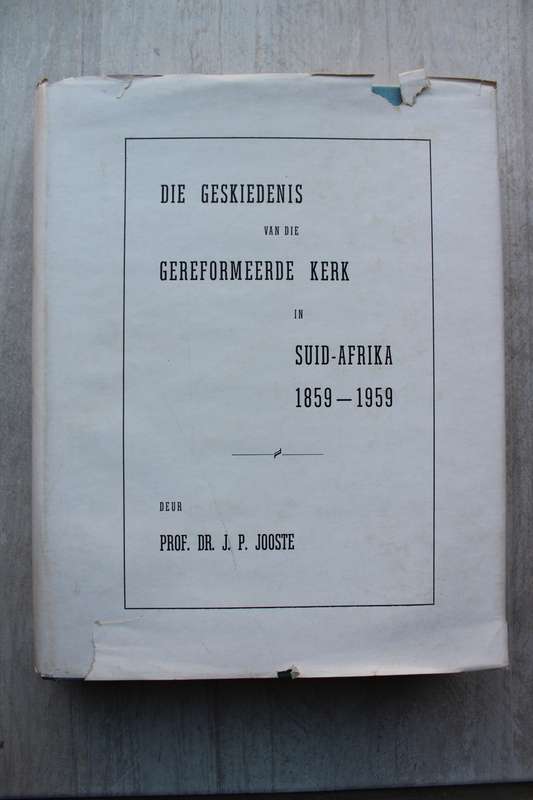 DIE GESKIEDENIS
VAN DIE
GEREFORMEERDE KERK
IN
SUID-AFRIKA
1859—1959
DEUR
PROF. DR. J. P. JOOSTE